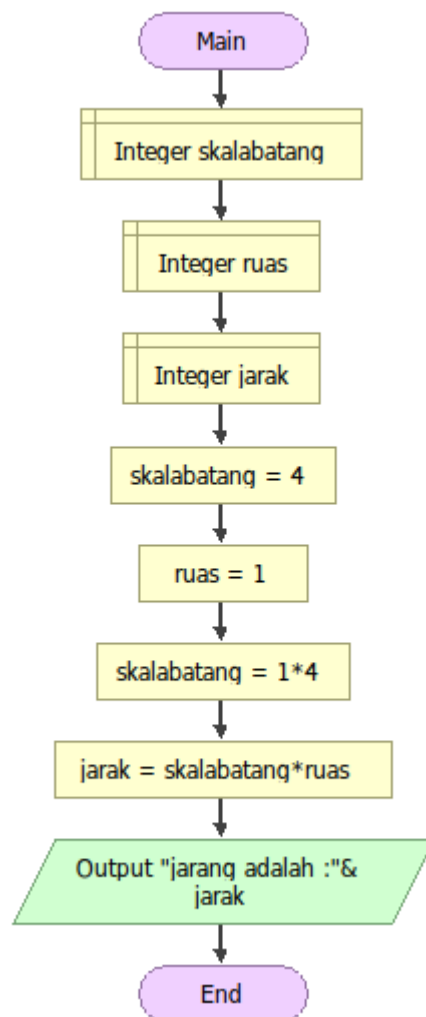 Main
Integer skalabatang
Integer ruas
Integer jarak
skalabatang = 4
ruas = 1
skalabatang = 1*4
jarak = skalabatang*ruas
Output "jarang adalah :"&
jarak
End